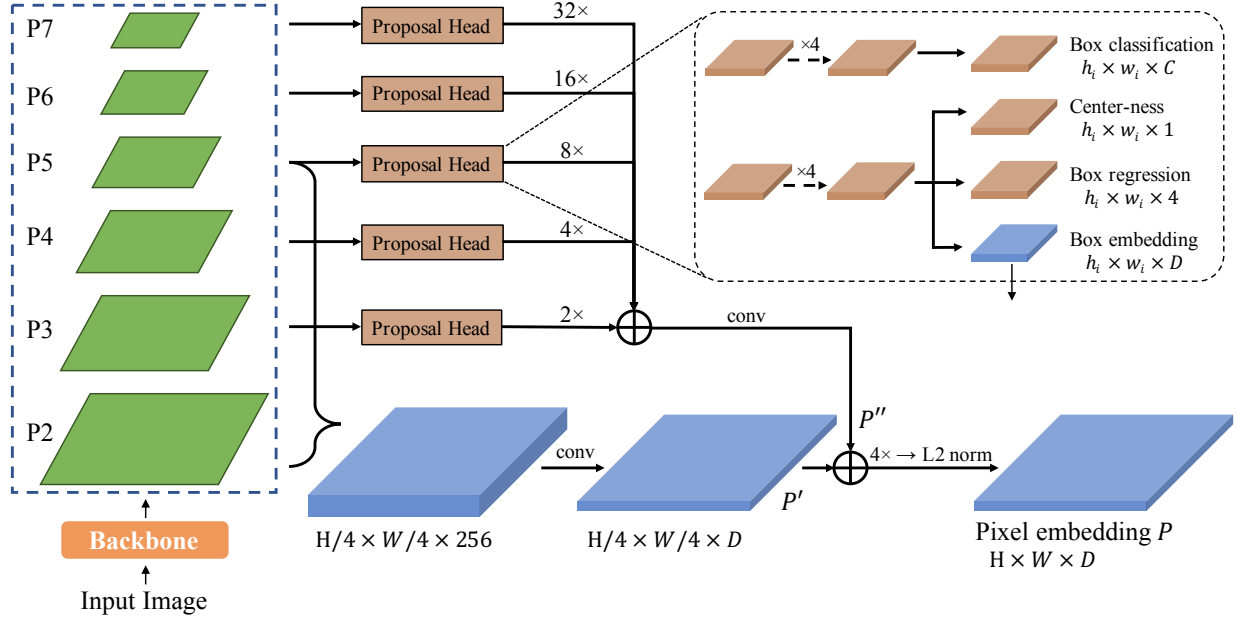 P7
P6
P5
P4
P3
P2
Backbone
Input Image
Proposal Head
32×
Proposal Head
16×
Proposal Head
8×
Proposal Head
4×
Proposal Head
2×
conv
×4
Box classification
h_i × w_i × C
Center-ness
h_i × w_i × 1
×4
Box regression
h_i × w_i × 4
Box embedding
h_i × w_i × D
H/4 × W/4 × 256
conv
H/4 × W/4 × D
P'
P''
4× → L2 norm
Pixel embedding P
H × W × D